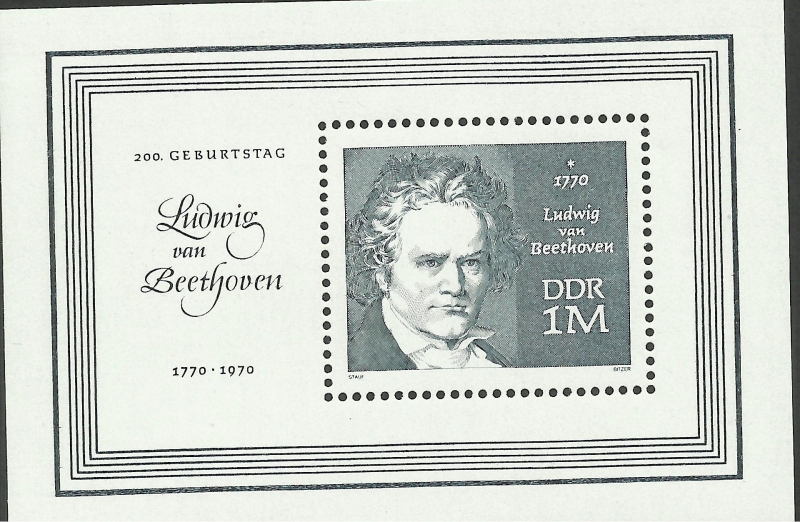 200. GEBURTSTAG
Ludwig
van
Beethoven
1770 · 1970
* 
1770
Ludwig
van
Beethoven
DDR
1M
STAUF
BITZER